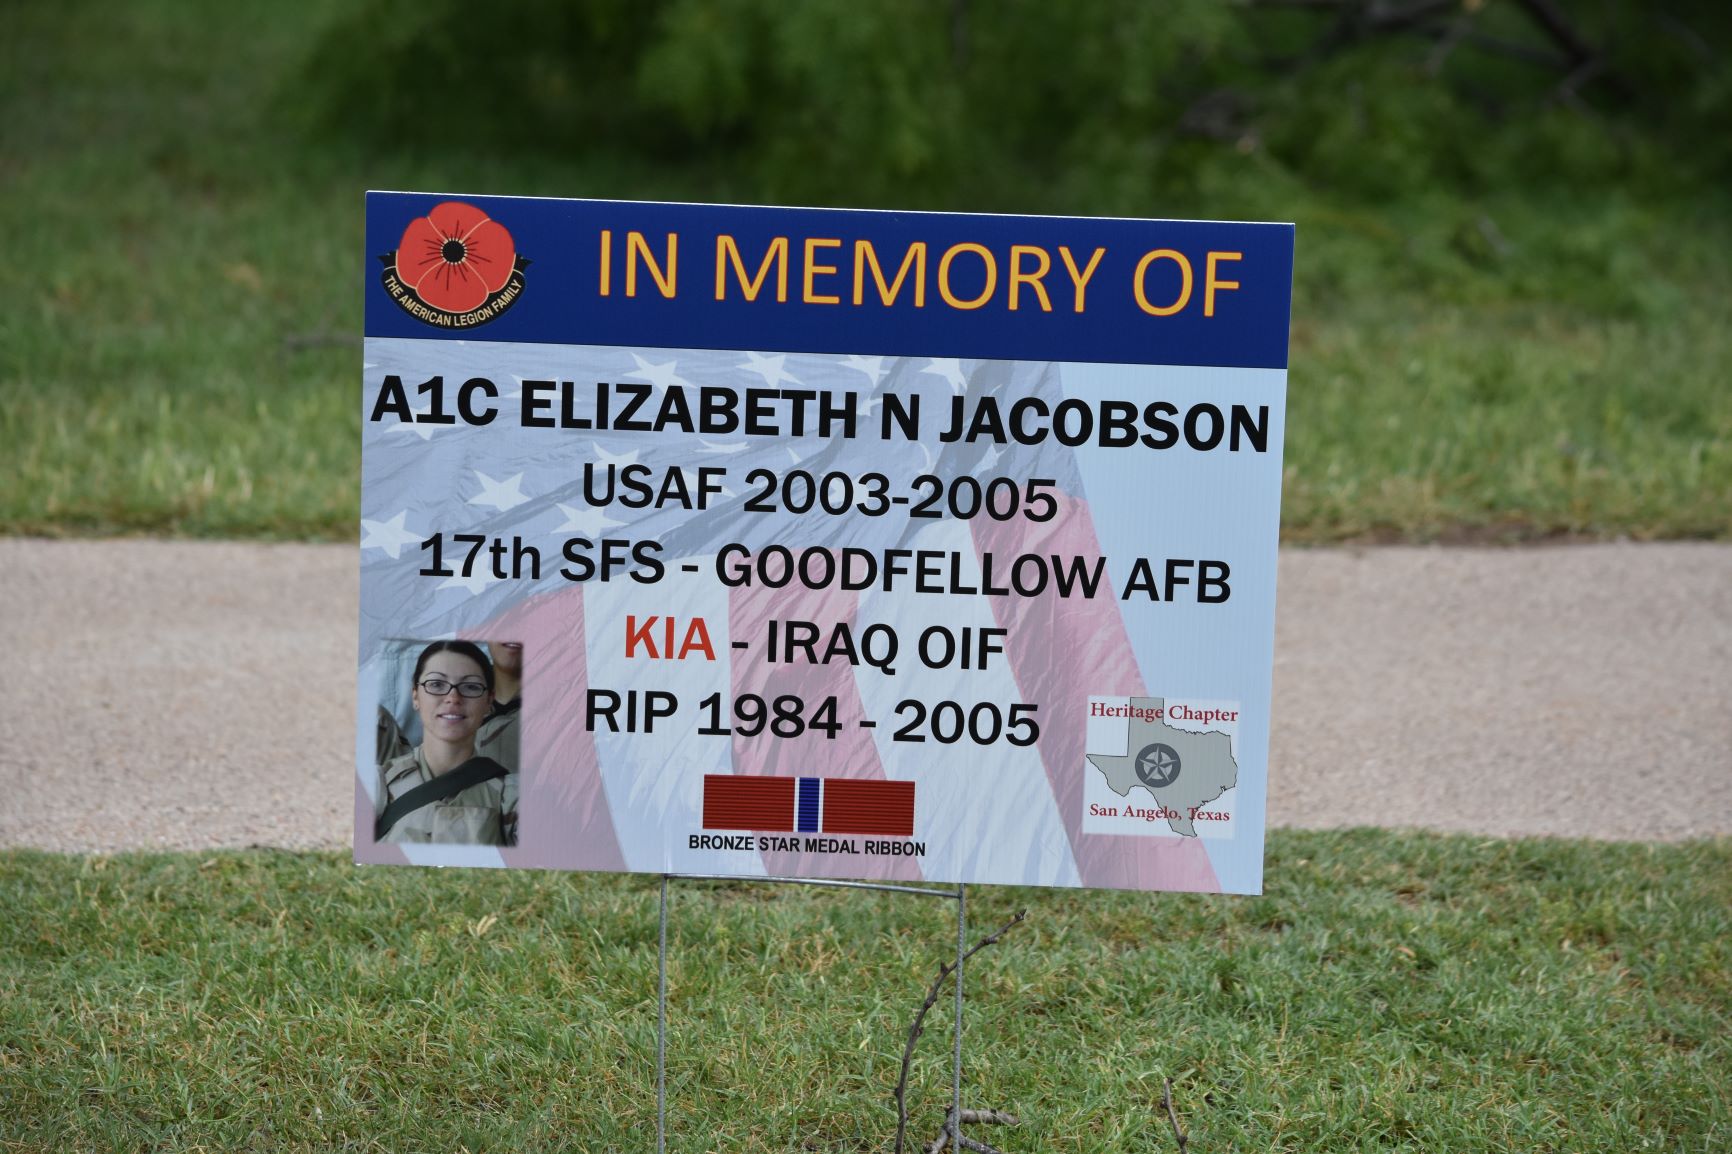 IN MEMORY OF
THE AMERICAN LEGION FAMILY
A1C ELIZABETH N JACOBSON
USAF 2003-2005
17th SFS - GOODFELLOW AFB
KIA - IRAQ OIF
RIP 1984 - 2005
BRONZE STAR MEDAL RIBBON
Heritage Chapter
San Angelo, Texas